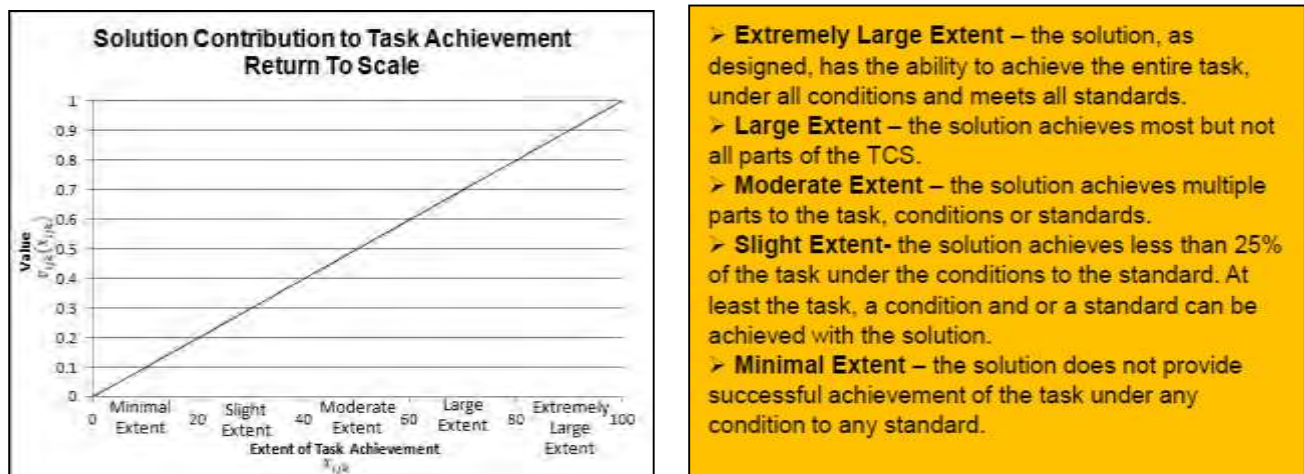 Solution Contribution to Task Achievement
Return To Scale
Value
v_{ijk}(x_{ijk})
1
0.9
0.8
0.7
0.6
0.5
0.4
0.3
0.2
0.1
0
0 Minimal 20 Slight 40 Moderate 60 Large 80 Extremely 100
Extent Extent Extent Extent Large
Extent
Extent of Task Achievement
x_{ijk}
➢ Extremely Large Extent – the solution, as
designed, has the ability to achieve the entire task,
under all conditions and meets all standards.
➢ Large Extent – the solution achieves most but not
all parts of the TCS.
➢ Moderate Extent – the solution achieves multiple
parts to the task, conditions or standards.
➢ Slight Extent- the solution achieves less than 25%
of the task under the conditions to the standard. At
least the task, a condition and or a standard can be
achieved with the solution.
➢ Minimal Extent – the solution does not provide
successful achievement of the task under any
condition to any standard.